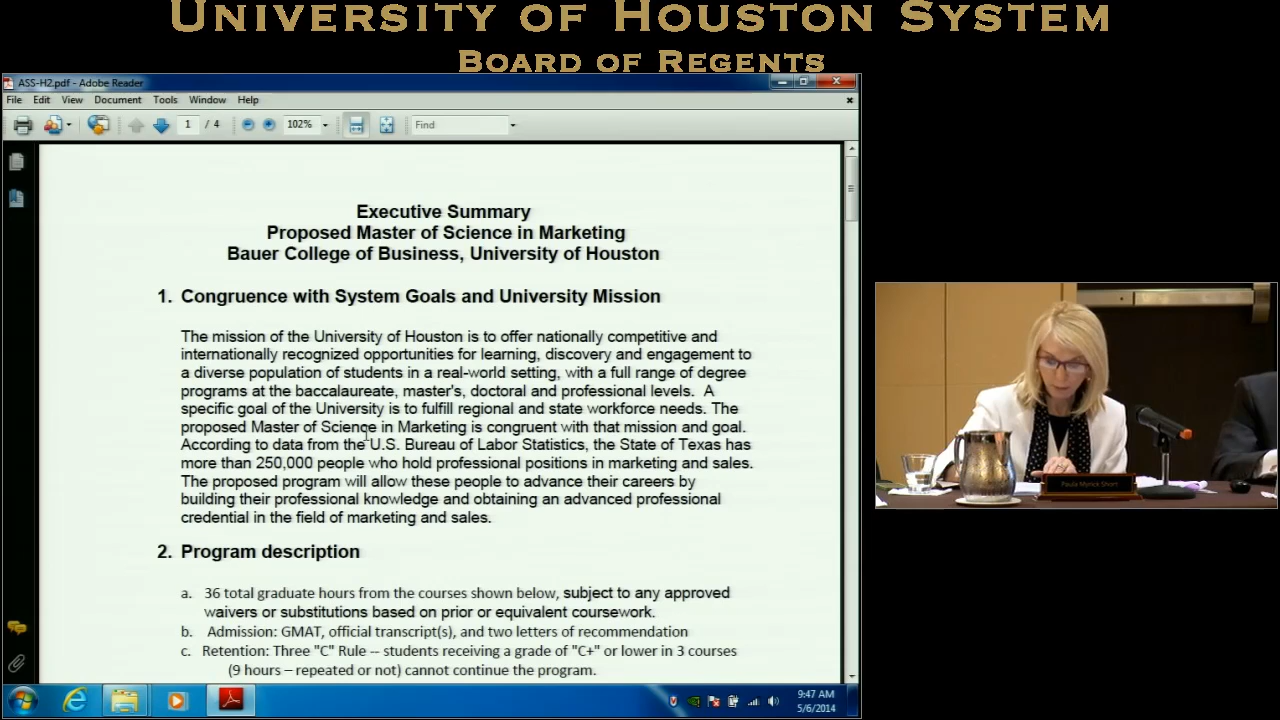 University of Houston System
Board of Regents
ASS-H2.pdf - Adobe Reader
File Edit View Document Tools Window Help
1 / 4 102% Find
Executive Summary
Proposed Master of Science in Marketing
Bauer College of Business, University of Houston
1. Congruence with System Goals and University Mission
The mission of the University of Houston is to offer nationally competitive and
internationally recognized opportunities for learning, discovery and engagement to
a diverse population of students in a real-world setting, with a full range of degree
programs at the baccalaureate, master's, doctoral and professional levels. A
specific goal of the University is to fulfill regional and state workforce needs. The
proposed Master of Science in Marketing is congruent with that mission and goal.
According to data from the U.S. Bureau of Labor Statistics, the State of Texas has
more than 250,000 people who hold professional positions in marketing and sales.
The proposed program will allow these people to advance their careers by
building their professional knowledge and obtaining an advanced professional
credential in the field of marketing and sales.
2. Program description
a. 36 total graduate hours from the courses shown below, subject to any approved
waivers or substitutions based on prior or equivalent coursework.
b. Admission: GMAT, official transcript(s), and two letters of recommendation
c. Retention: Three "C" Rule -- students receiving a grade of "C+" or lower in 3 courses
(9 hours – repeated or not) cannot continue the program.
Paula Myrick Short
9:47 AM
5/6/2014